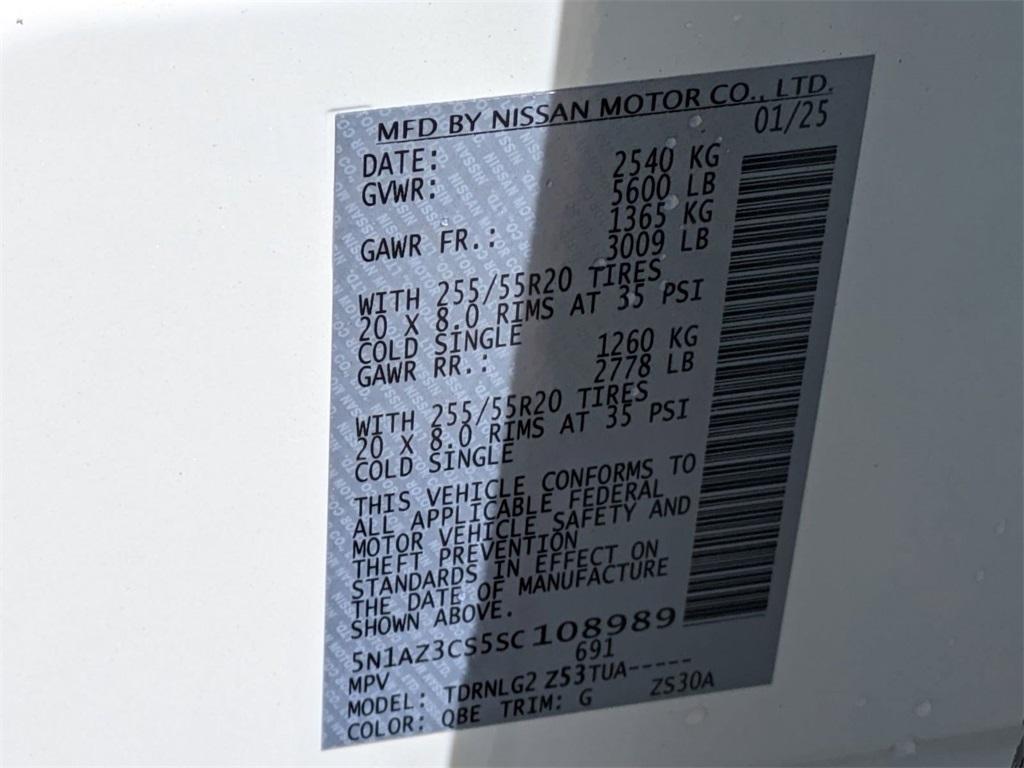 MFD BY NISSAN MOTOR CO., LTD.
DATE: 01/25
GVWR: 2540 KG
5600 LB
GAWR FR.: 1365 KG
3009 LB
WITH 255/55R20 TIRES
20 X 8.0 RIMS AT 35 PSI
COLD SINGLE
GAWR RR.: 1260 KG
2778 LB
WITH 255/55R20 TIRES
20 X 8.0 RIMS AT 35 PSI
COLD SINGLE
THIS VEHICLE CONFORMS TO
ALL APPLICABLE FEDERAL
MOTOR VEHICLE SAFETY AND
THEFT PREVENTION
STANDARDS IN EFFECT ON
THE DATE OF MANUFACTURE
SHOWN ABOVE.
5N1AZ3CS5SC108989
MPV 691
MODEL: TDRNLG2 Z53TUA-----
COLOR: QBE TRIM: G ZS30A